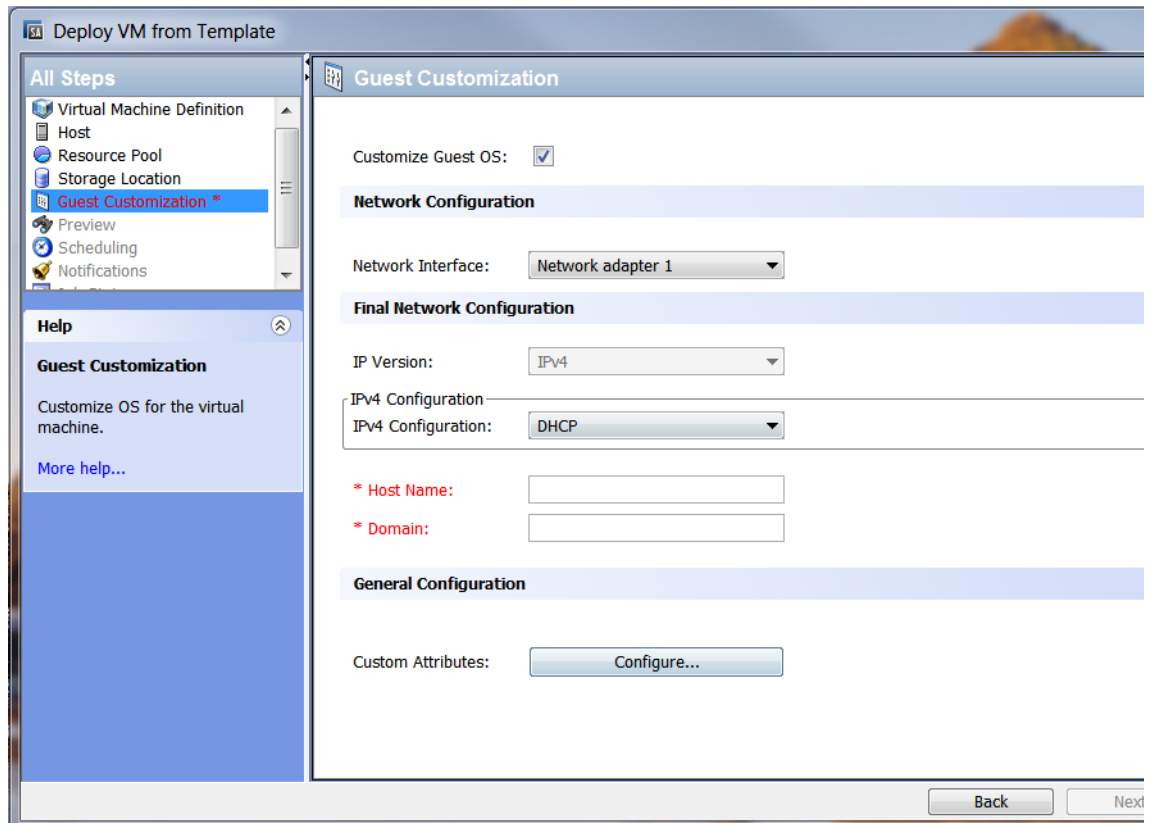 SA Deploy VM from Template
All Steps
Virtual Machine Definition
Host
Resource Pool
Storage Location
Guest Customization *
Preview
Scheduling
Notifications
Help
Guest Customization
Customize OS for the virtual
machine.
More help...
Guest Customization
Customize Guest OS:
Network Configuration
Network Interface: Network adapter 1
Final Network Configuration
IP Version: IPv4
IPv4 Configuration
IPv4 Configuration: DHCP
* Host Name:
* Domain:
General Configuration
Custom Attributes: Configure...
Back Next